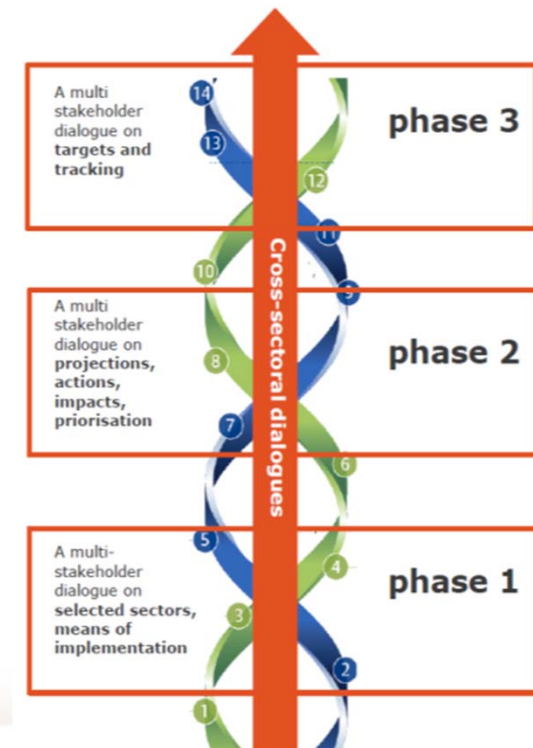 14
A multi
stakeholder
dialogue on
targets and
tracking
phase 3
13
12
11
10
9
A multi
stakeholder
dialogue on
projections,
actions,
impacts,
priorisation
phase 2
8
7
6
Cross-sectoral dialogues
5
A multi-
stakeholder
dialogue on
selected sectors,
means of
implementation
phase 1
4
3
2
1